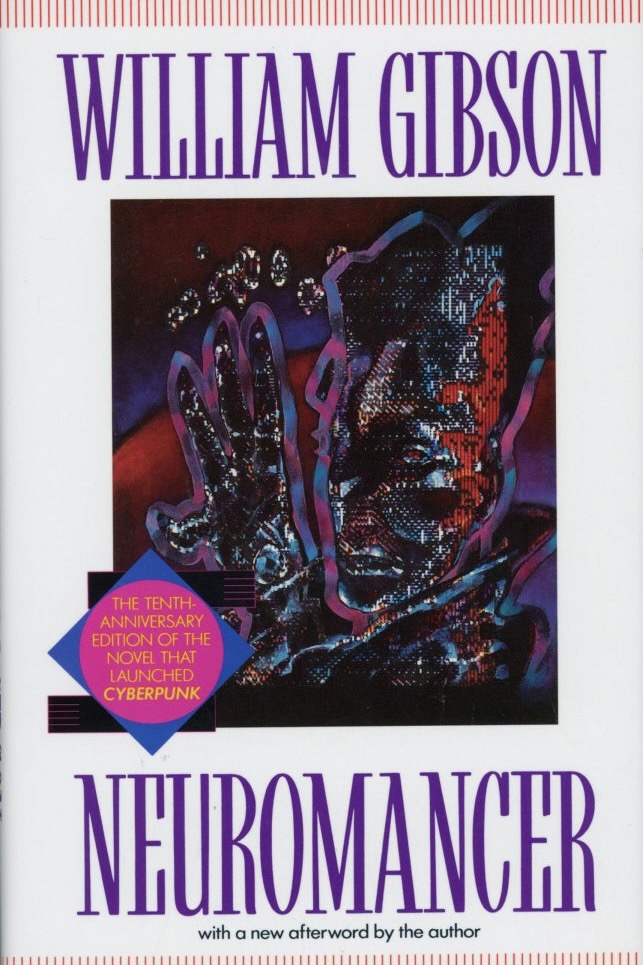 WILLIAM GIBSON
THE TENTH-
ANNIVERSARY
EDITION OF THE
NOVEL THAT
LAUNCHED
CYBERPUNK
NEUROMANCER
with a new afterword by the author